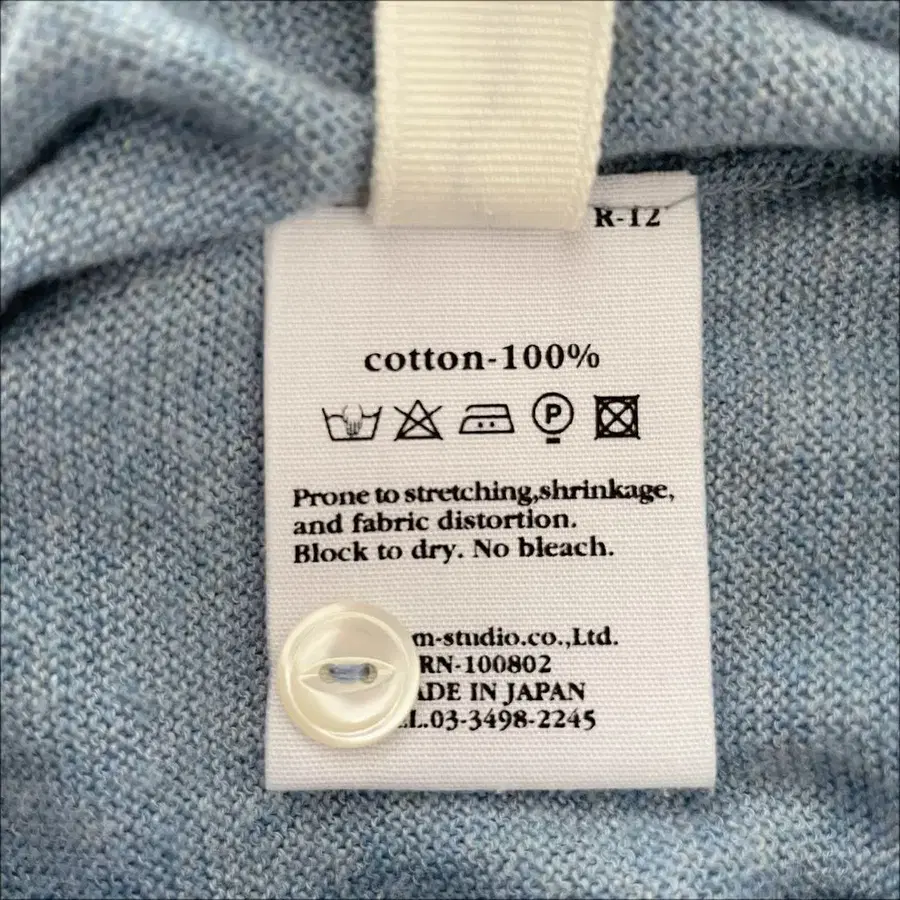 R-12
cotton-100%
P
Prone to stretching,shrinkage,
and fabric distortion.
Block to dry. No bleach.
m-studio.co.,Ltd.
RN-100802
ADE IN JAPAN
L.03-3498-2245